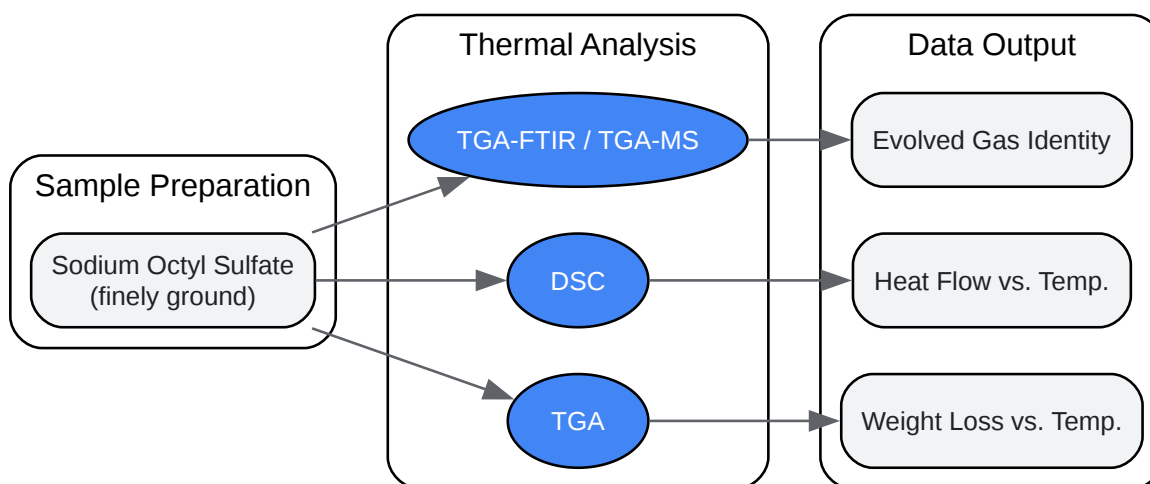 Sample Preparation
Sodium Octyl Sulfate
(finely ground)
Thermal Analysis
TGA-FTIR / TGA-MS
DSC
TGA
Data Output
Evolved Gas Identity
Heat Flow vs. Temp.
Weight Loss vs. Temp.